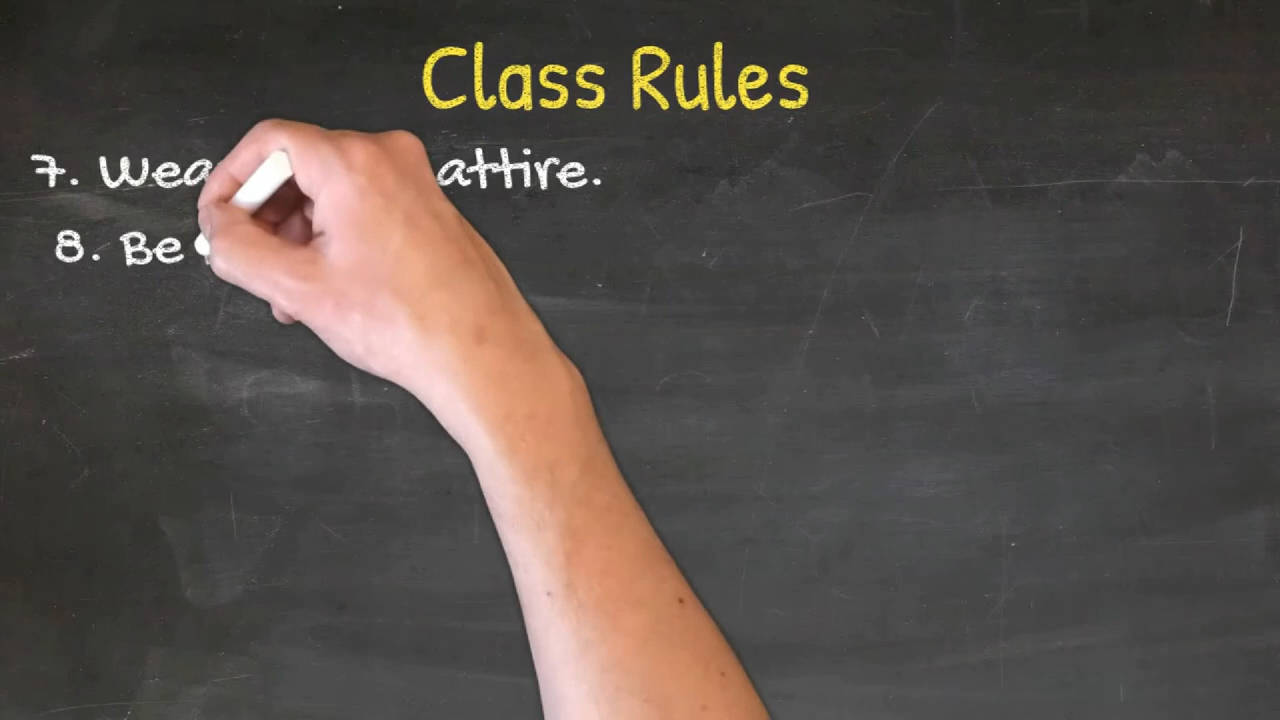 Class Rules
7. attire.
8. Be